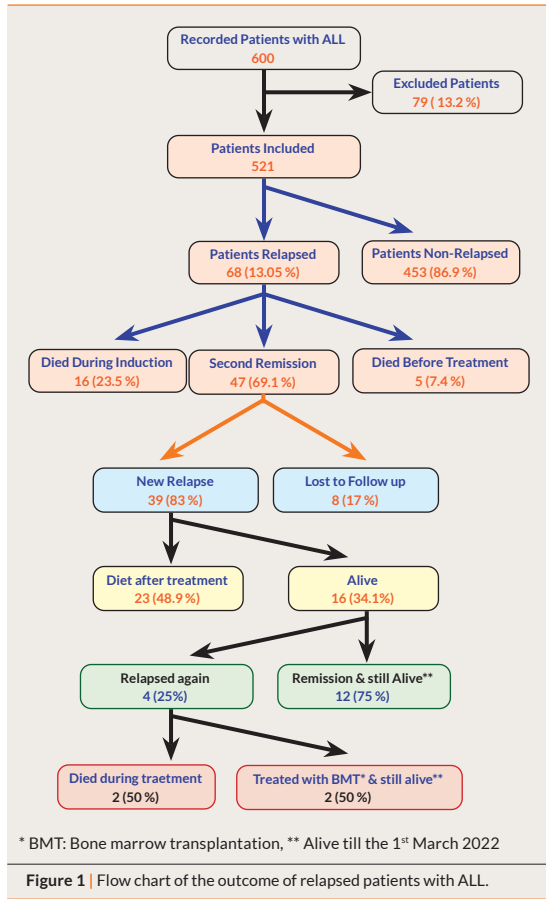 Recorded Patients with ALL
600
Excluded Patients
79 ( 13.2 %)
Patients Included
521
Patients Relapsed
68 (13.05 %)
Patients Non-Relapsed
453 (86.9 %)
Died During Induction
16 (23.5 %)
Second Remission
47 (69.1 %)
Died Before Treatment
5 (7.4 %)
New Relapse
39 (83 %)
Lost to Follow up
8 (17 %)
Diet after treatment
23 (48.9 %)
Alive
16 (34.1%)
Relapsed again
4 (25%)
Remission & still Alive**
12 (75 %)
Died during traetment
2 (50 %)
Treated with BMT* & still alive**
2 (50 %)
* BMT: Bone marrow transplantation, ** Alive till the 1st March 2022
Figure 1 | Flow chart of the outcome of relapsed patients with ALL.